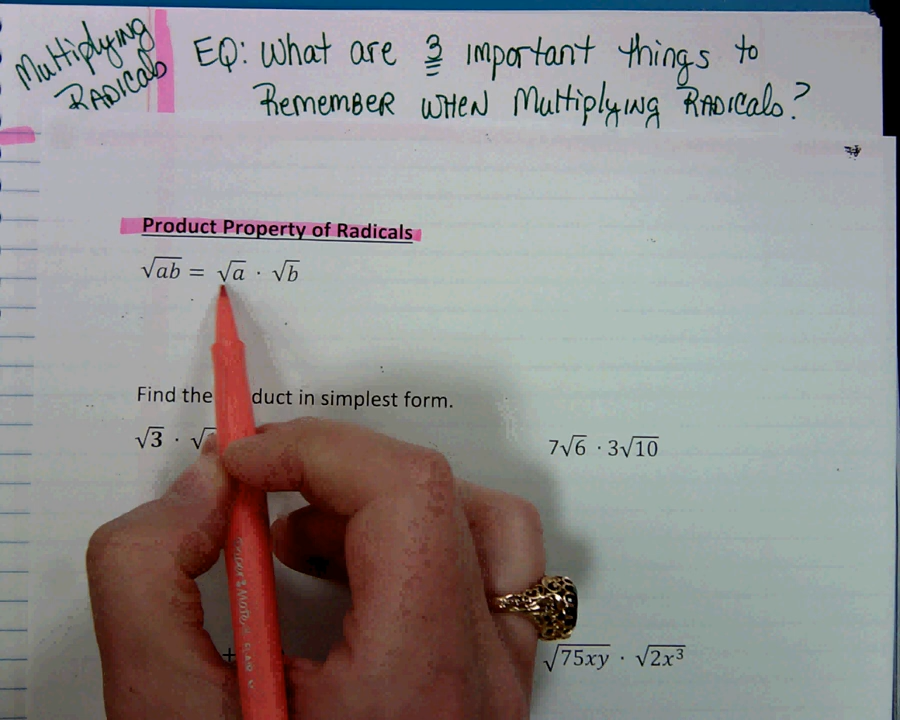 Multiplying
Radicals
EQ: What are 3 important things to
Remember when Multiplying Radicals?
Product Property of Radicals
√ab = √a · √b
Find the duct in simplest form.
√3 · √
7√6 · 3√10
+
√75xy · √2x³